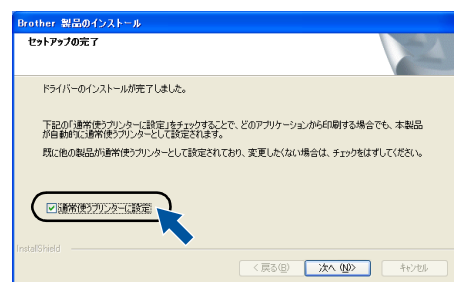 Brother 製品のインストール
セットアップの完了
ドライバーのインストールが完了しました。
下記の「通常使うプリンターに設定」をチェックすることで、どのアプリケーションから印刷する場合でも、本製品
が自動的に通常使うプリンターとして設定されます。
既に他の製品が通常使うプリンターとして設定されており、変更したくない場合は、チェックをはずしてください。
通常使うプリンターに設定
InstallShield
< 戻る(B) 次へ (N)> キャンセル